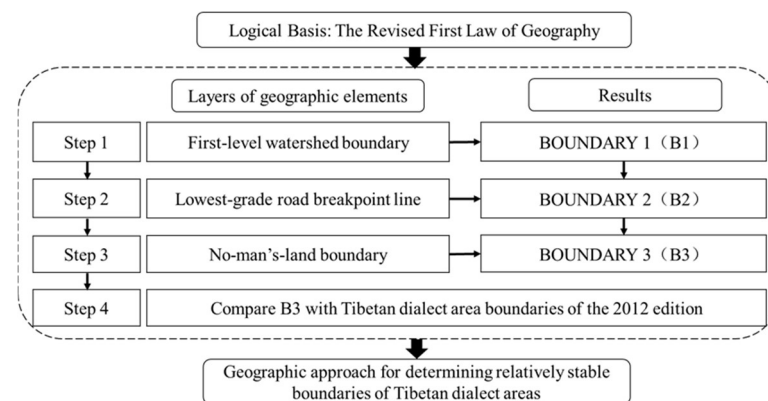 Logical Basis: The Revised First Law of Geography
Layers of geographic elements
Results
Step 1
First-level watershed boundary
BOUNDARY 1（B1）
Step 2
Lowest-grade road breakpoint line
BOUNDARY 2（B2）
Step 3
No-man’s-land boundary
BOUNDARY 3（B3）
Step 4
Compare B3 with Tibetan dialect area boundaries of the 2012 edition
Geographic approach for determining relatively stable
boundaries of Tibetan dialect areas